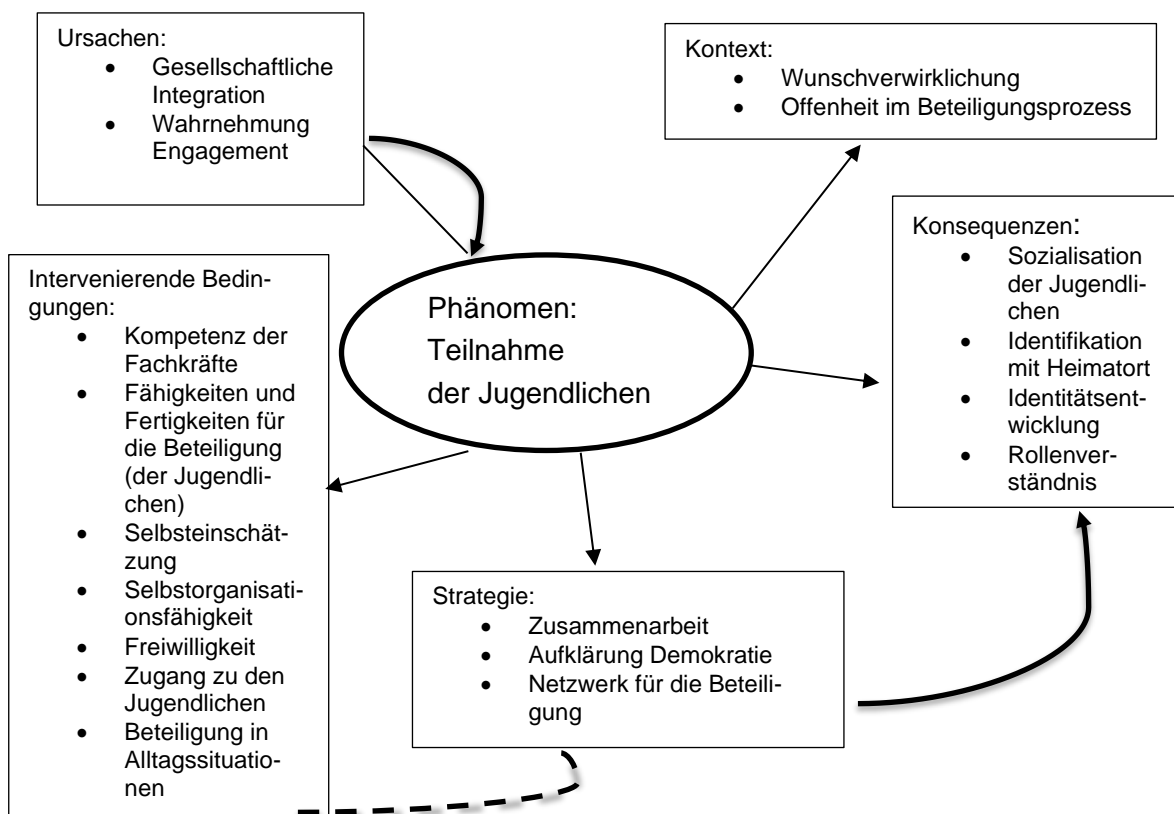 Ursachen:
• Gesellschaftliche
Integration
• Wahrnehmung
Engagement
Kontext:
• Wunschverwirklichung
• Offenheit im Beteiligungsprozess
Konsequenzen:
• Sozialisation
der Jugendli-
chen
• Identifikation
mit Heimatort
• Identitätsent-
wicklung
• Rollenver-
ständnis
Intervenierende Bedin-
gungen:
• Kompetenz der
Fachkräfte
• Fähigkeiten und
Fertigkeiten für
die Beteiligung
(der Jugendli-
chen)
• Selbsteinschät-
zung
• Selbstorganisati-
onsfähigkeit
• Freiwilligkeit
• Zugang zu den
Jugendlichen
• Beteiligung in
Alltagssituatio-
nen
Phänomen:
Teilnahme
der Jugendlichen
Strategie:
• Zusammenarbeit
• Aufklärung Demokratie
• Netzwerk für die Beteili-
gung